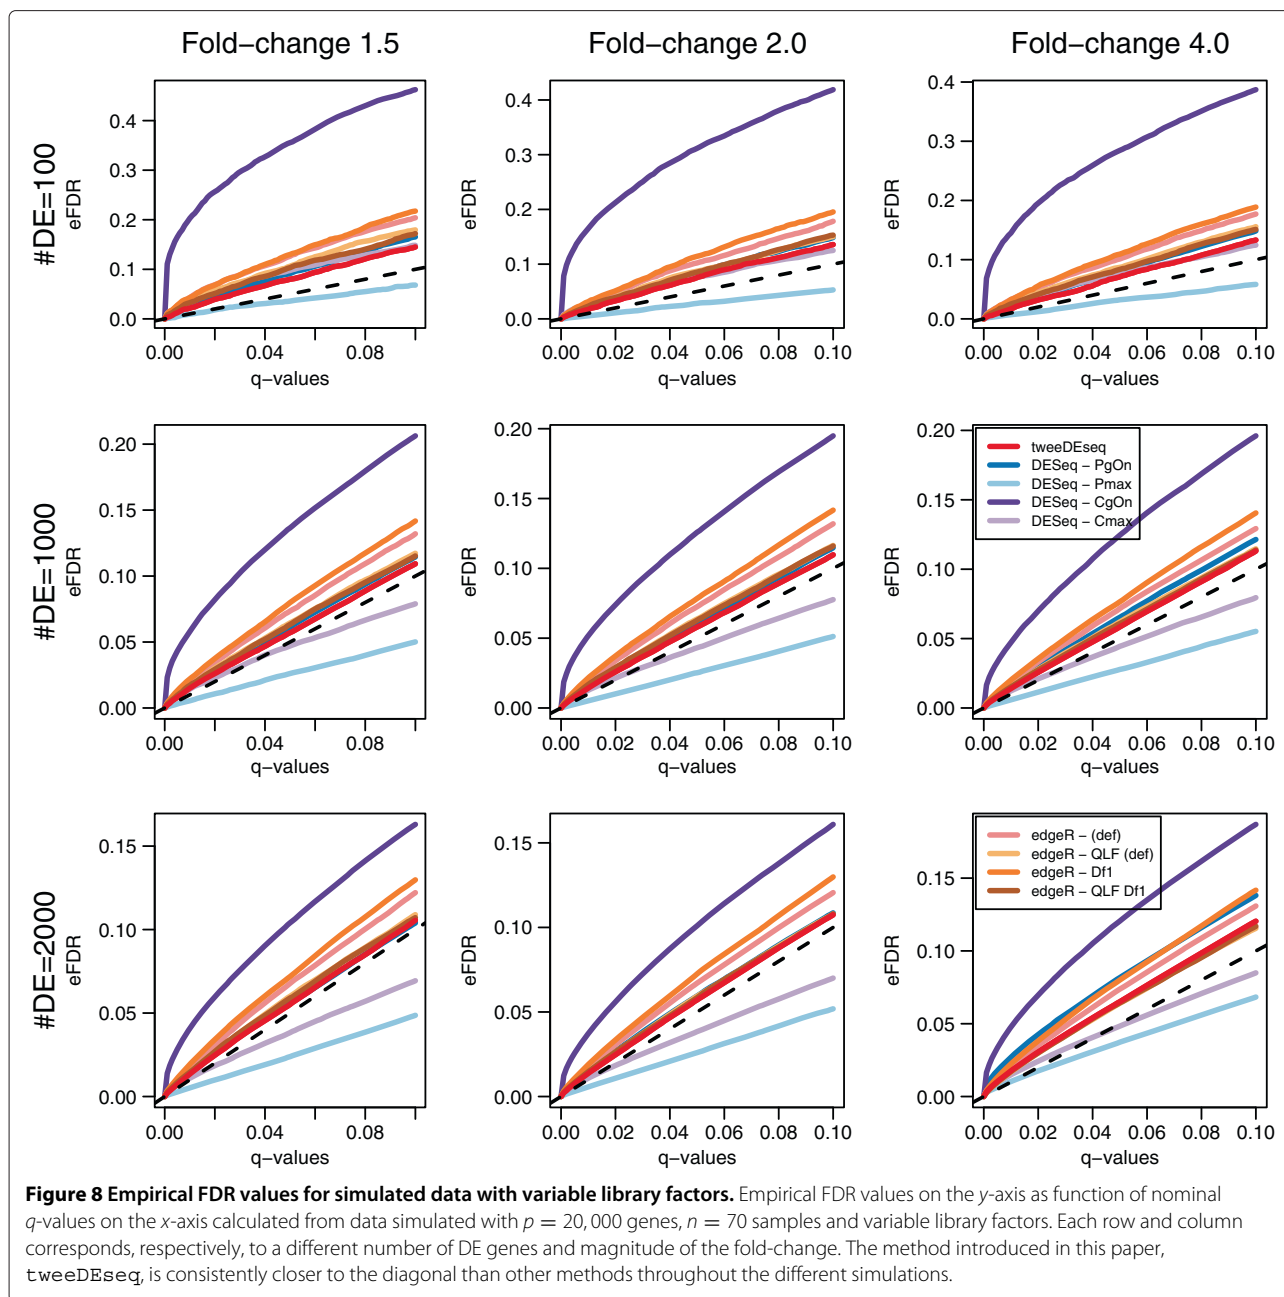 Fold−change 1.5 Fold−change 2.0 Fold−change 4.0
#DE=100
eFDR
0.4
0.3
0.2
0.1
0.0
0.00 0.04 0.08
q−values
eFDR
0.4
0.3
0.2
0.1
0.0
0.00 0.02 0.04 0.06 0.08 0.10
q−values
eFDR
0.4
0.3
0.2
0.1
0.0
0.00 0.02 0.04 0.06 0.08 0.10
q−values
#DE=1000
eFDR
0.20
0.15
0.10
0.05
0.00
0.00 0.04 0.08
q−values
eFDR
0.20
0.15
0.10
0.05
0.00
0.00 0.02 0.04 0.06 0.08 0.10
q−values
eFDR
0.20
0.15
0.10
0.05
0.00
0.00 0.02 0.04 0.06 0.08 0.10
q−values
tweeDEseq
DESeq − PgOn
DESeq − Pmax
DESeq − CgOn
DESeq − Cmax
#DE=2000
eFDR
0.15
0.10
0.05
0.00
0.00 0.04 0.08
q−values
eFDR
0.15
0.10
0.05
0.00
0.00 0.02 0.04 0.06 0.08 0.10
q−values
eFDR
0.15
0.10
0.05
0.00
0.00 0.02 0.04 0.06 0.08 0.10
q−values
edgeR − (def)
edgeR − QLF (def)
edgeR − Df1
edgeR − QLF Df1
Figure 8 Empirical FDR values for simulated data with variable library factors. Empirical FDR values on the y-axis as function of nominal
q-values on the x-axis calculated from data simulated with p = 20, 000 genes, n = 70 samples and variable library factors. Each row and column
corresponds, respectively, to a different number of DE genes and magnitude of the fold-change. The method introduced in this paper,
tweeDEseq, is consistently closer to the diagonal than other methods throughout the different simulations.